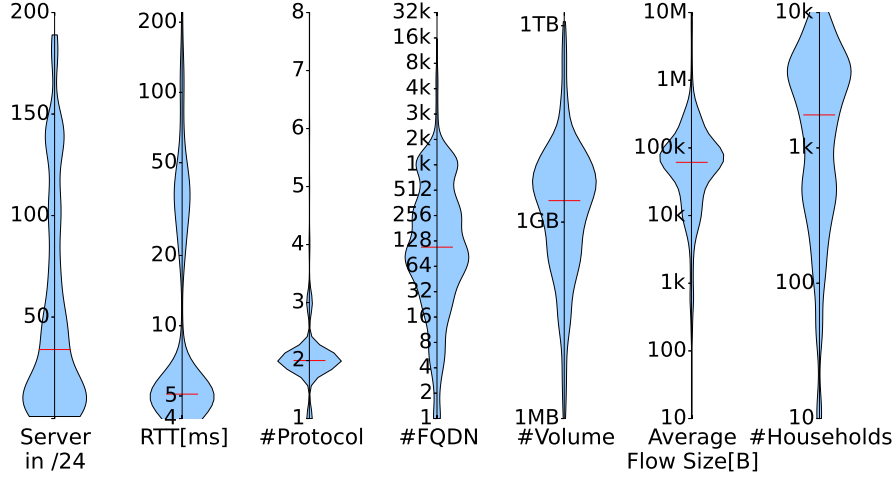 200
150
100
50
Server
in /24
200
100
50
20
10
5
4
RTT[ms]
8
7
6
5
4
3
2
1
#Protocol
32k
16k
8k
4k
3k
2k
1k
512
256
128
64
32
16
8
4
2
1
#FQDN
1TB
1GB
1MB
#Volume
10M
1M
100k
10k
1k
100
10
Average
Flow Size[B]
10k
1k
100
10
#Households